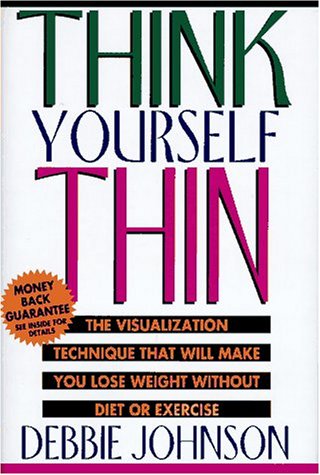 THINK
YOURSELF
THIN
MONEY
BACK
GUARANTEE
SEE INSIDE FOR
DETAILS
THE VISUALIZATION
TECHNIQUE THAT WILL MAKE
YOU LOSE WEIGHT WITHOUT
DIET OR EXERCISE
DEBBIE JOHNSON